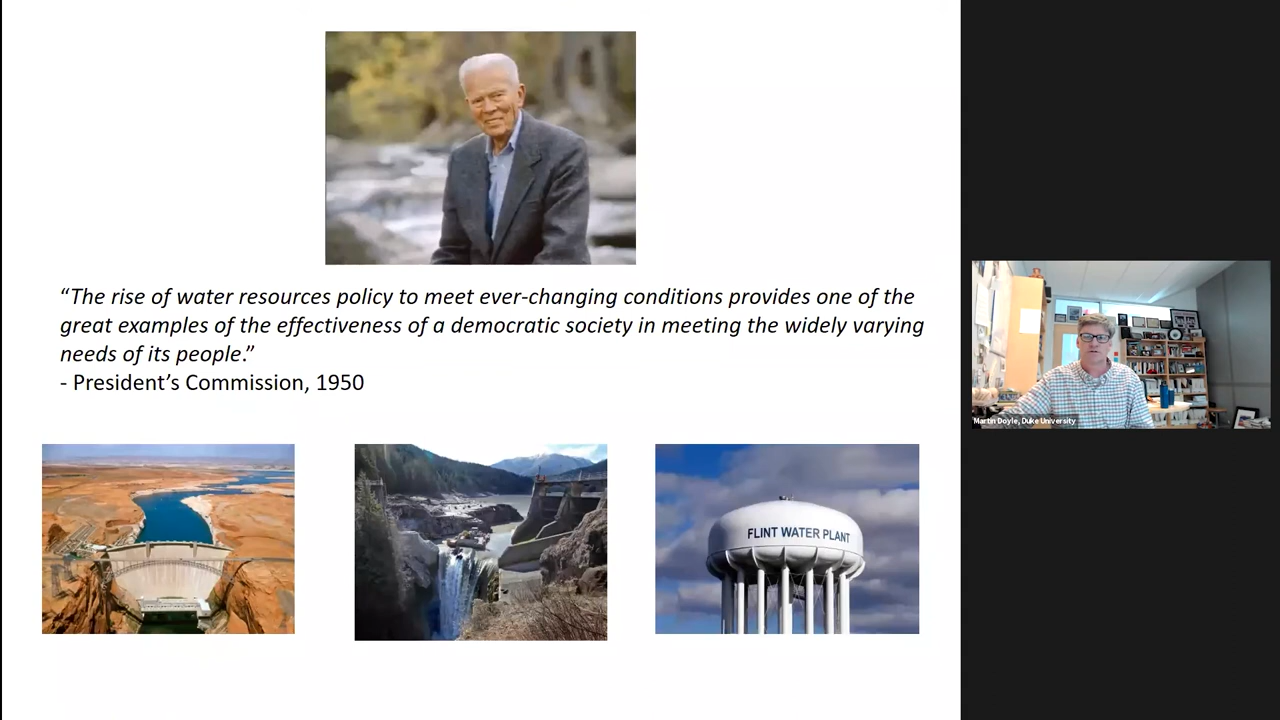 “The rise of water resources policy to meet ever-changing conditions provides one of the
great examples of the effectiveness of a democratic society in meeting the widely varying
needs of its people.”
- President’s Commission, 1950
Martin Doyle, Duke University
FLINT WATER PLANT